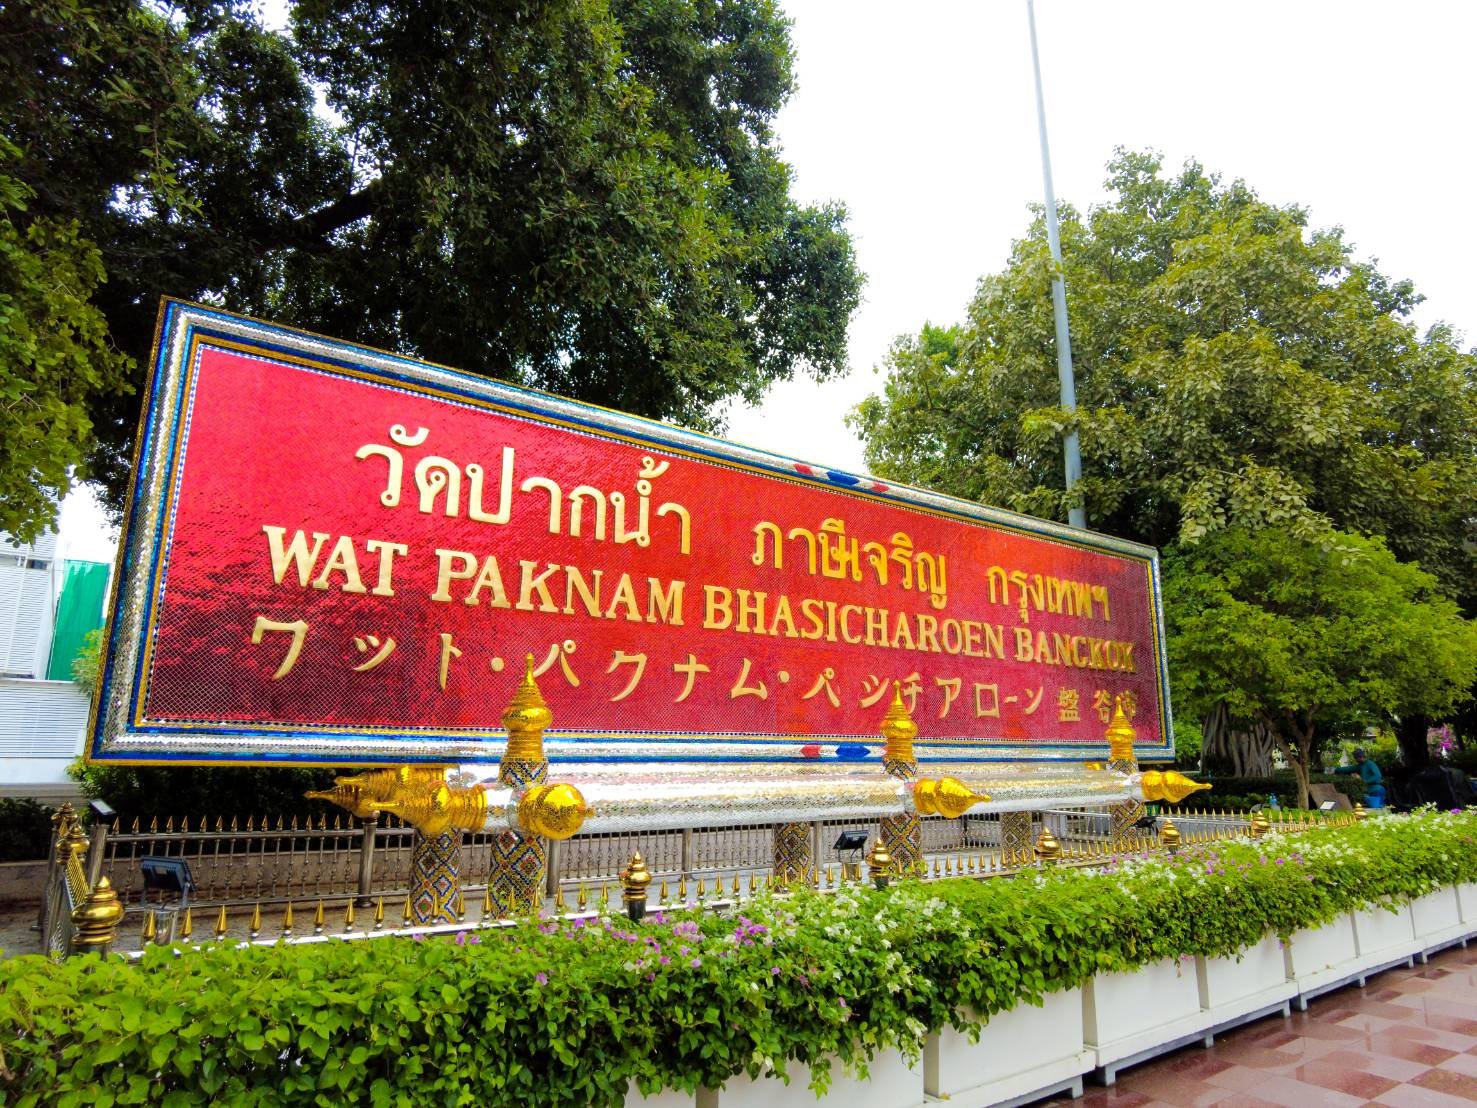 วัดปากน้ำ ภาษีเจริญ กรุงเทพฯ
WAT PAKNAM BHASICHAROEN BANGKOK
ワット・パクナム・ペシチアローン 盤谷